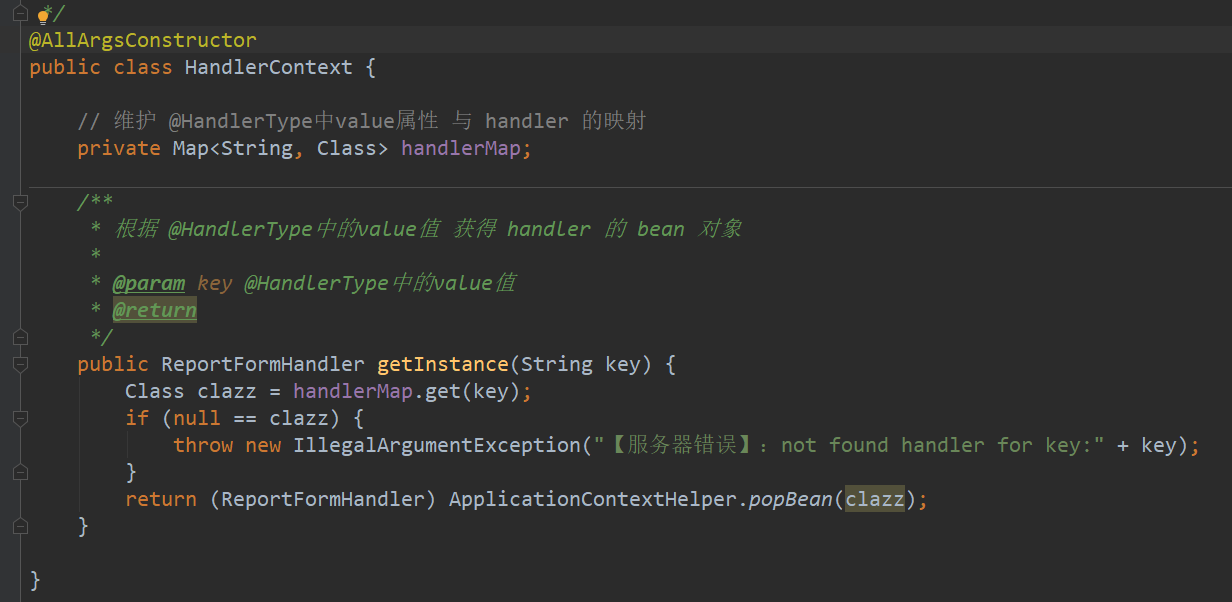 */
@AllArgsConstructor
public class HandlerContext {
// 维护 @HandlerType中value属性 与 handler 的映射
private Map<String, Class> handlerMap;
/**
* 根据 @HandlerType中的value值 获得 handler 的 bean 对象
*
* @param key @HandlerType中的value值
* @return
*/
public ReportFormHandler getInstance(String key) {
Class clazz = handlerMap.get(key);
if (null == clazz) {
throw new IllegalArgumentException("【服务器错误】：not found handler for key:" + key);
}
return (ReportFormHandler) ApplicationContextHelper.popBean(clazz);
}
}